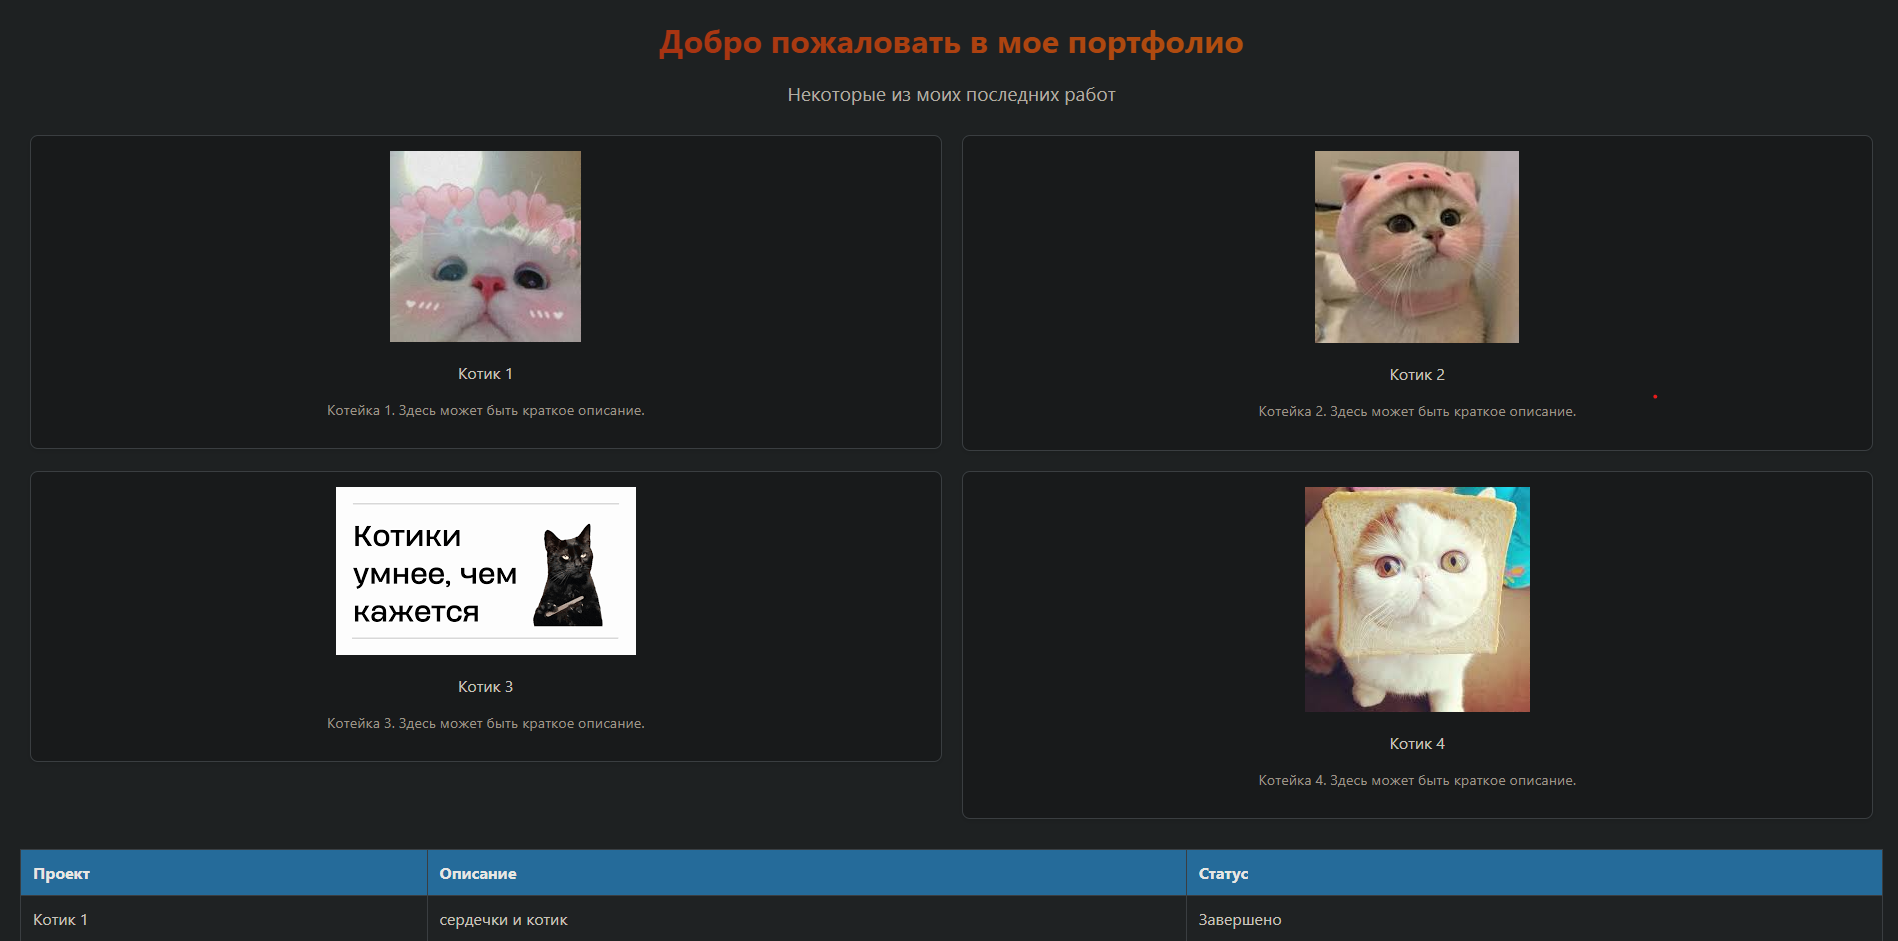 Добро пожаловать в мое портфолио
Некоторые из моих последних работ
Котик 1
Котейка 1. Здесь может быть краткое описание.
Котик 2
Котейка 2. Здесь может быть краткое описание.
Котики
умнее, чем
кажется
Котик 3
Котейка 3. Здесь может быть краткое описание.
Котик 4
Котейка 4. Здесь может быть краткое описание.
Проект Описание Статус
Котик 1 сердечки и котик Завершено